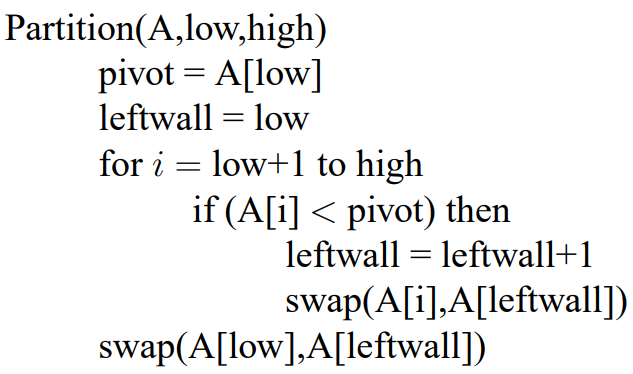 Partition(A,low,high)
pivot = A[low]
leftwall = low
for i = low+1 to high
if (A[i] < pivot) then
leftwall = leftwall+1
swap(A[i],A[leftwall])
swap(A[low],A[leftwall])